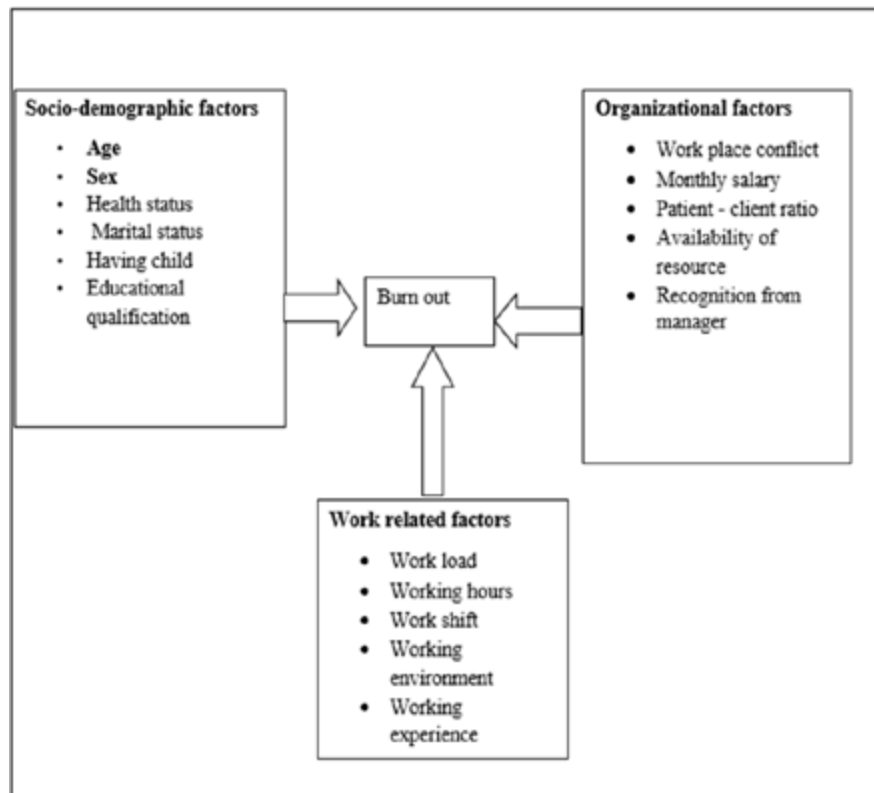 Socio-demographic factors
• Age
• Sex
• Health status
• Marital status
• Having child
• Educational
qualification
Burn out
Organizational factors
• Work place conflict
• Monthly salary
• Patient - client ratio
• Availability of
resource
• Recognition from
manager
Work related factors
• Work load
• Working hours
• Work shift
• Working
environment
• Working
experience